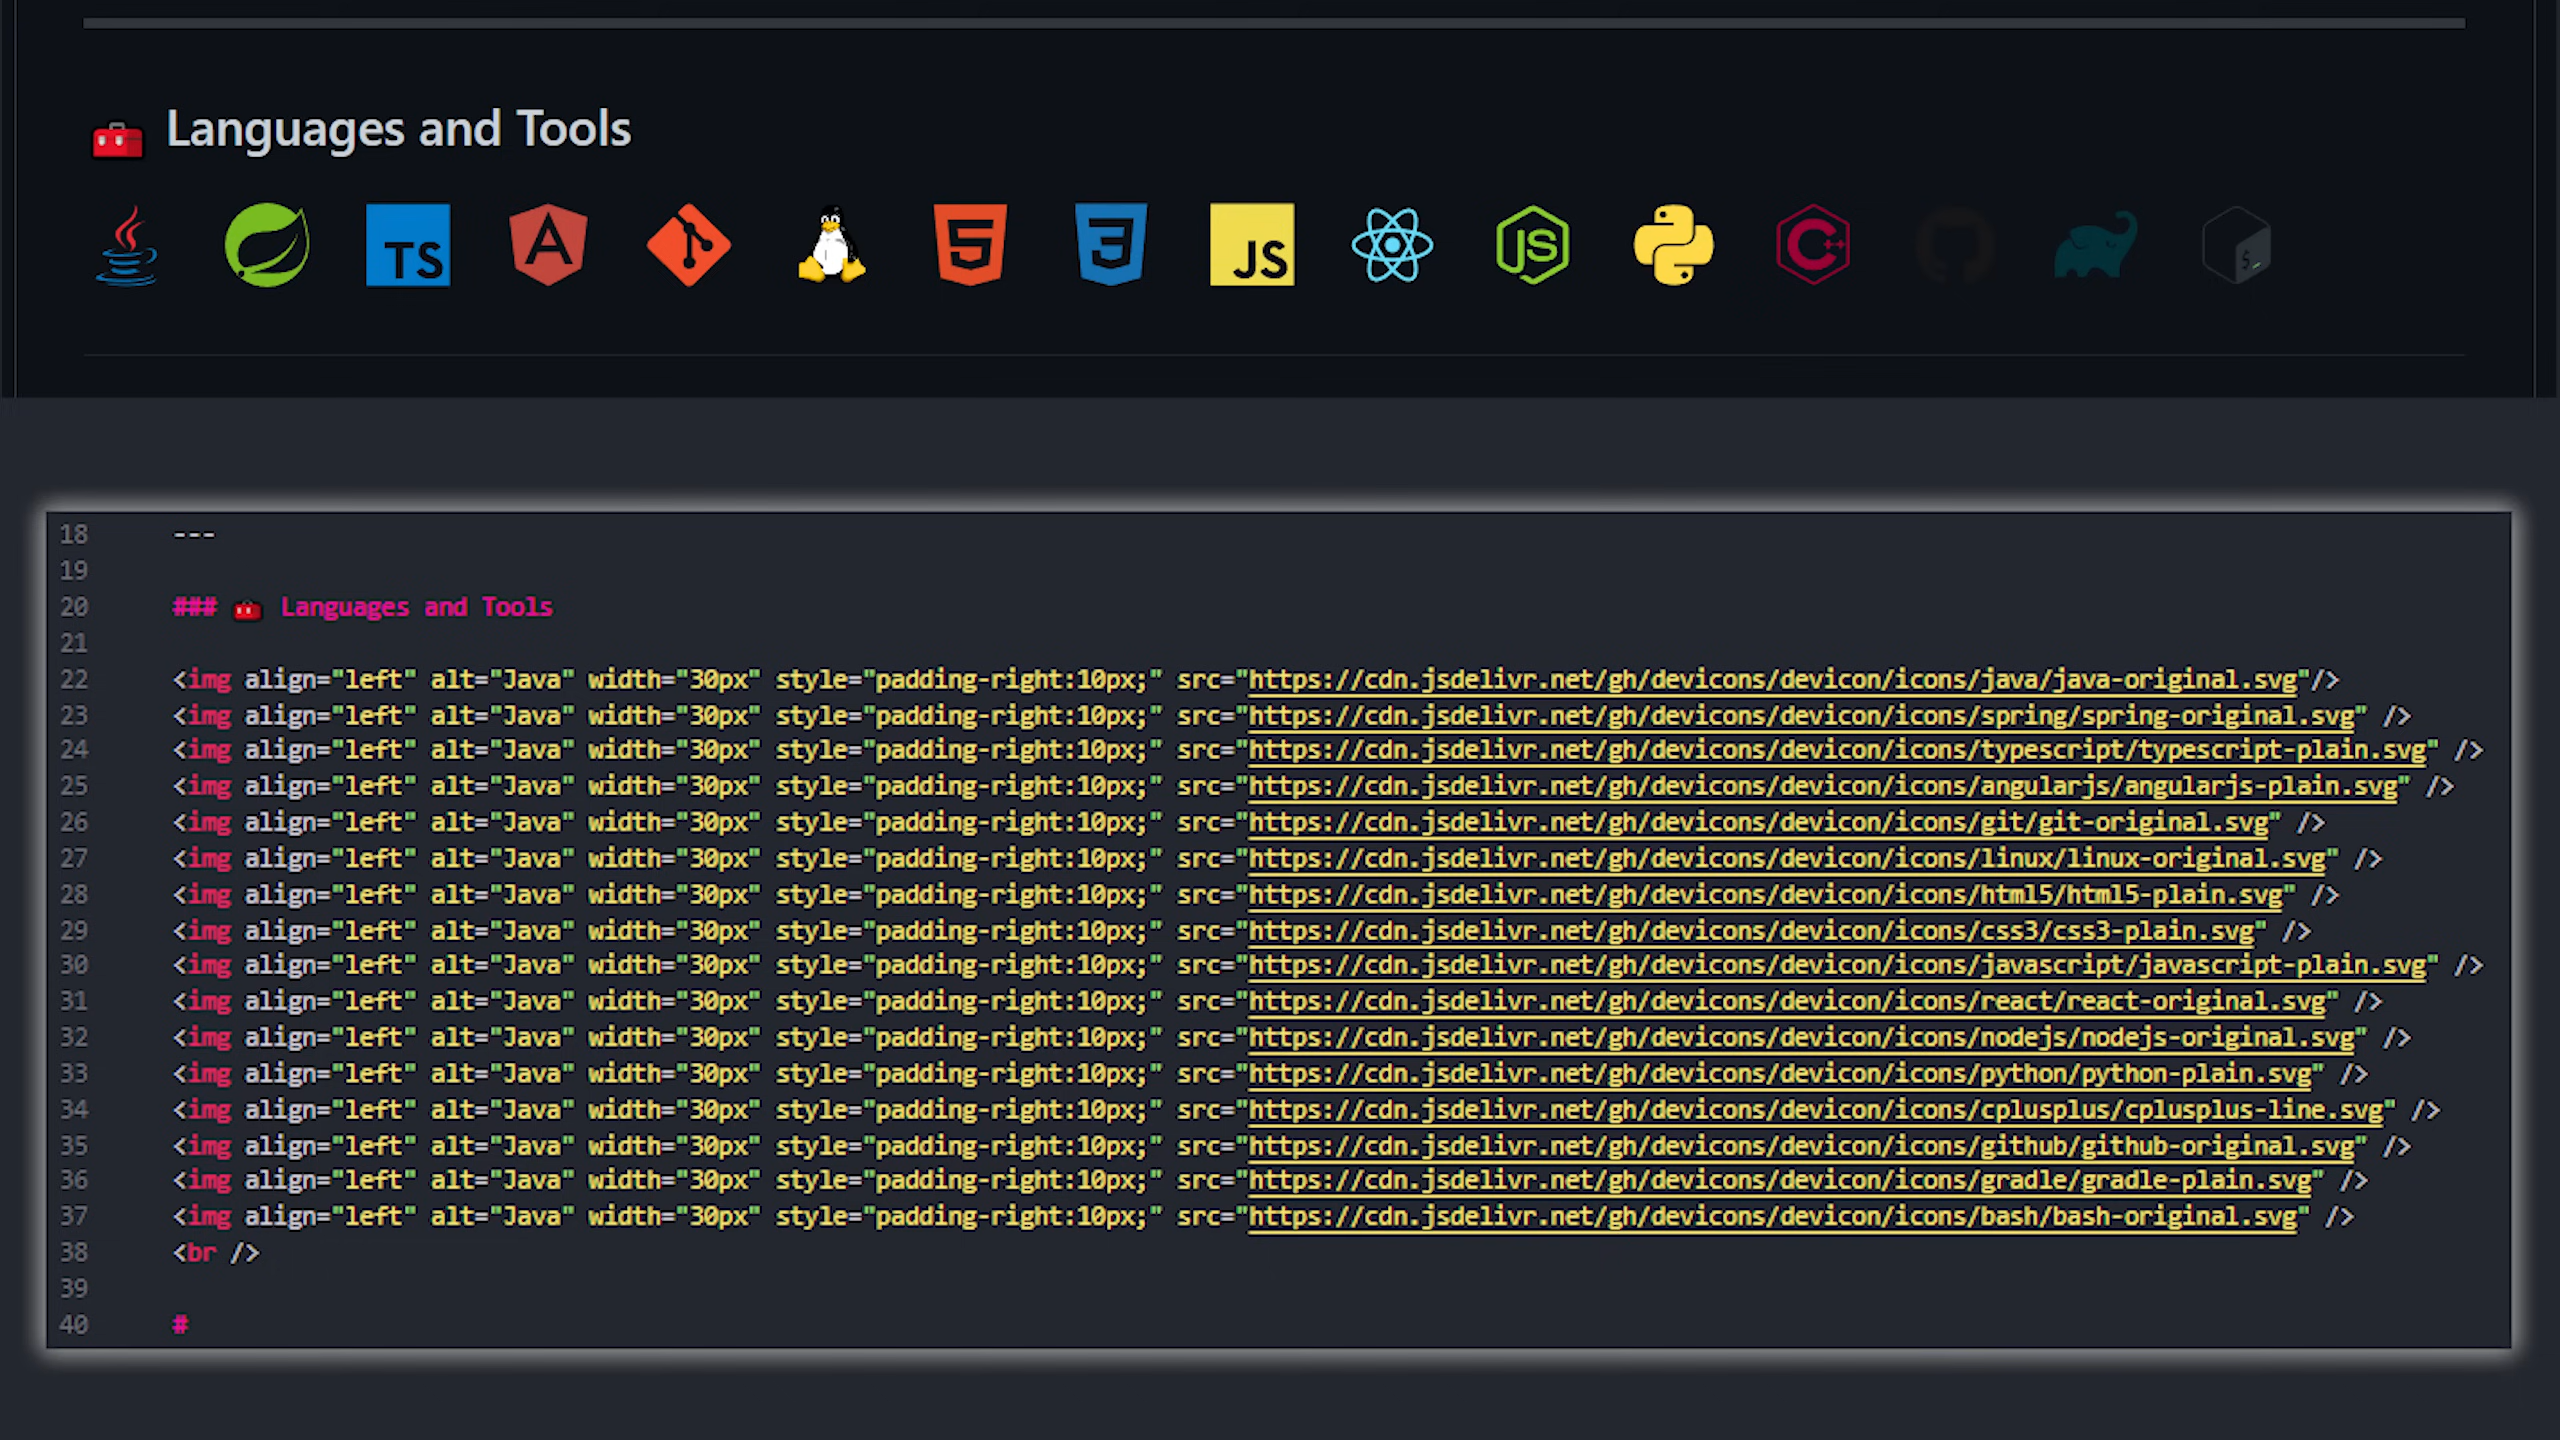 Languages and Tools
TS
A
5
3
JS
JS
C++
$_
18 ---
19
20 ### 🧰 Languages and Tools
21
22 <img align="left" alt="Java" width="30px" style="padding-right:10px;" src="https://cdn.jsdelivr.net/gh/devicons/devicon/icons/java/java-original.svg"/>
23 <img align="left" alt="Java" width="30px" style="padding-right:10px;" src="https://cdn.jsdelivr.net/gh/devicons/devicon/icons/spring/spring-original.svg" />
24 <img align="left" alt="Java" width="30px" style="padding-right:10px;" src="https://cdn.jsdelivr.net/gh/devicons/devicon/icons/typescript/typescript-plain.svg" />
25 <img align="left" alt="Java" width="30px" style="padding-right:10px;" src="https://cdn.jsdelivr.net/gh/devicons/devicon/icons/angularjs/angularjs-plain.svg" />
26 <img align="left" alt="Java" width="30px" style="padding-right:10px;" src="https://cdn.jsdelivr.net/gh/devicons/devicon/icons/git/git-original.svg" />
27 <img align="left" alt="Java" width="30px" style="padding-right:10px;" src="https://cdn.jsdelivr.net/gh/devicons/devicon/icons/linux/linux-original.svg" />
28 <img align="left" alt="Java" width="30px" style="padding-right:10px;" src="https://cdn.jsdelivr.net/gh/devicons/devicon/icons/html5/html5-plain.svg" />
29 <img align="left" alt="Java" width="30px" style="padding-right:10px;" src="https://cdn.jsdelivr.net/gh/devicons/devicon/icons/css3/css3-plain.svg" />
30 <img align="left" alt="Java" width="30px" style="padding-right:10px;" src="https://cdn.jsdelivr.net/gh/devicons/devicon/icons/javascript/javascript-plain.svg" />
31 <img align="left" alt="Java" width="30px" style="padding-right:10px;" src="https://cdn.jsdelivr.net/gh/devicons/devicon/icons/react/react-original.svg" />
32 <img align="left" alt="Java" width="30px" style="padding-right:10px;" src="https://cdn.jsdelivr.net/gh/devicons/devicon/icons/nodejs/nodejs-original.svg" />
33 <img align="left" alt="Java" width="30px" style="padding-right:10px;" src="https://cdn.jsdelivr.net/gh/devicons/devicon/icons/python/python-plain.svg" />
34 <img align="left" alt="Java" width="30px" style="padding-right:10px;" src="https://cdn.jsdelivr.net/gh/devicons/devicon/icons/cplusplus/cplusplus-line.svg" />
35 <img align="left" alt="Java" width="30px" style="padding-right:10px;" src="https://cdn.jsdelivr.net/gh/devicons/devicon/icons/github/github-original.svg" />
36 <img align="left" alt="Java" width="30px" style="padding-right:10px;" src="https://cdn.jsdelivr.net/gh/devicons/devicon/icons/gradle/gradle-plain.svg" />
37 <img align="left" alt="Java" width="30px" style="padding-right:10px;" src="https://cdn.jsdelivr.net/gh/devicons/devicon/icons/bash/bash-original.svg" />
38 <br />
39
40 #